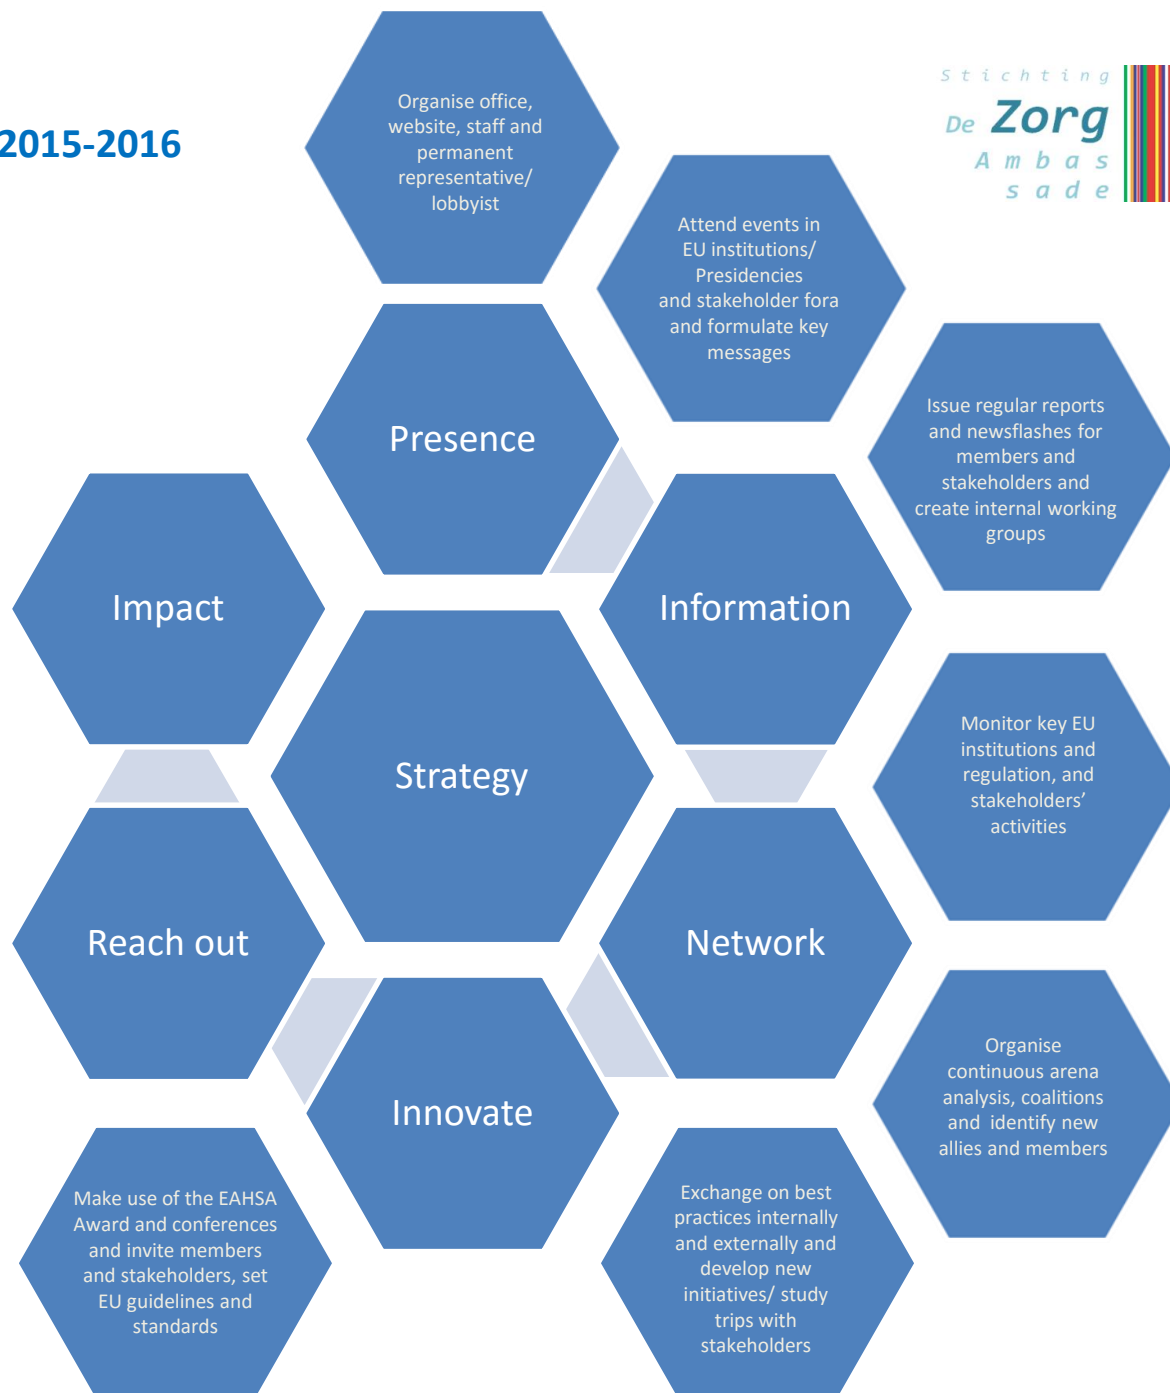 2015-2016
Stichting
De Zorg
Ambas
sade
Organise office,
website, staff and
permanent
representative/
lobbyist
Attend events in
EU institutions/
Presidencies
and stakeholder fora
and formulate key
messages
Issue regular reports
and newsflashes for
members and
stakeholders and
create internal working
groups
Presence
Impact
Information
Strategy
Monitor key EU
institutions and
regulation, and
stakeholders’
activities
Reach out
Network
Innovate
Organise
continuous arena
analysis, coalitions
and identify new
allies and members
Make use of the EAHSA
Award and conferences
and invite members
and stakeholders, set
EU guidelines and
standards
Exchange on best
practices internally
and externally and
develop new
initiatives/ study
trips with
stakeholders